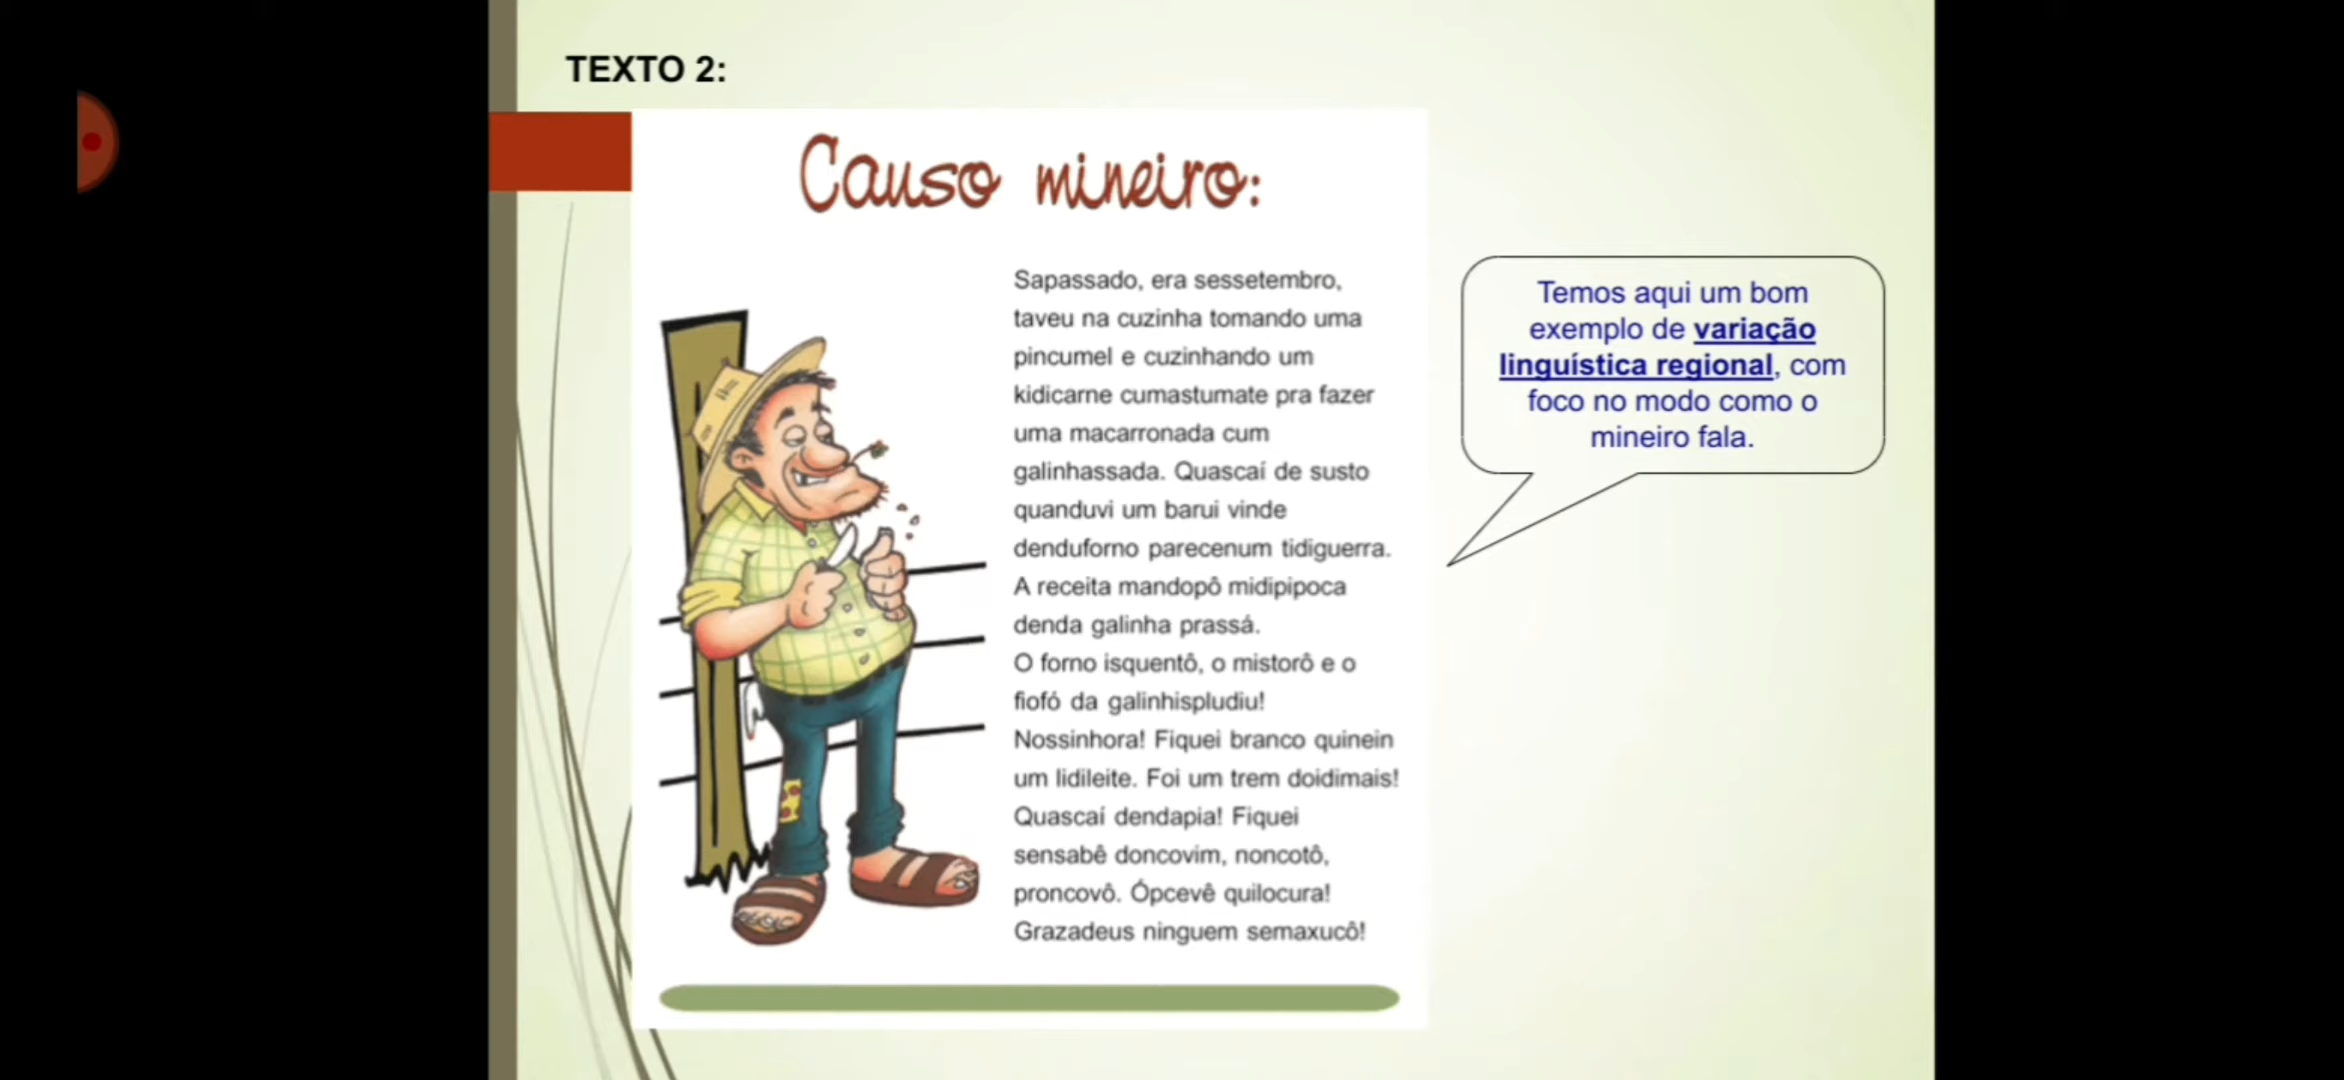 TEXTO 2:
Causo mineiro:
Sapassado, era sessetembro,
taveu na cuzinha tomando uma
pincumel e cuzinhando um
kidicarne cumastumate pra fazer
uma macarronada cum
galinhassada. Quascaí de susto
quanduvi um barui vinde
denduforno parecenum tidiguerra.
A receita mandopô midipipoca
denda galinha prassá.
O forno isquentô, o mistorô e o
fiofó da galinhispludiu!
Nossinhora! Fiquei branco quinein
um lidileite. Foi um trem doidimais!
Quascaí dendapia! Fiquei
sensabê doncovim, noncotô,
proncovô. Ópcevê quilocura!
Grazadeus ninguem semaxucô!
Temos aqui um bom
exemplo de variação
linguística regional, com
foco no modo como o
mineiro fala.